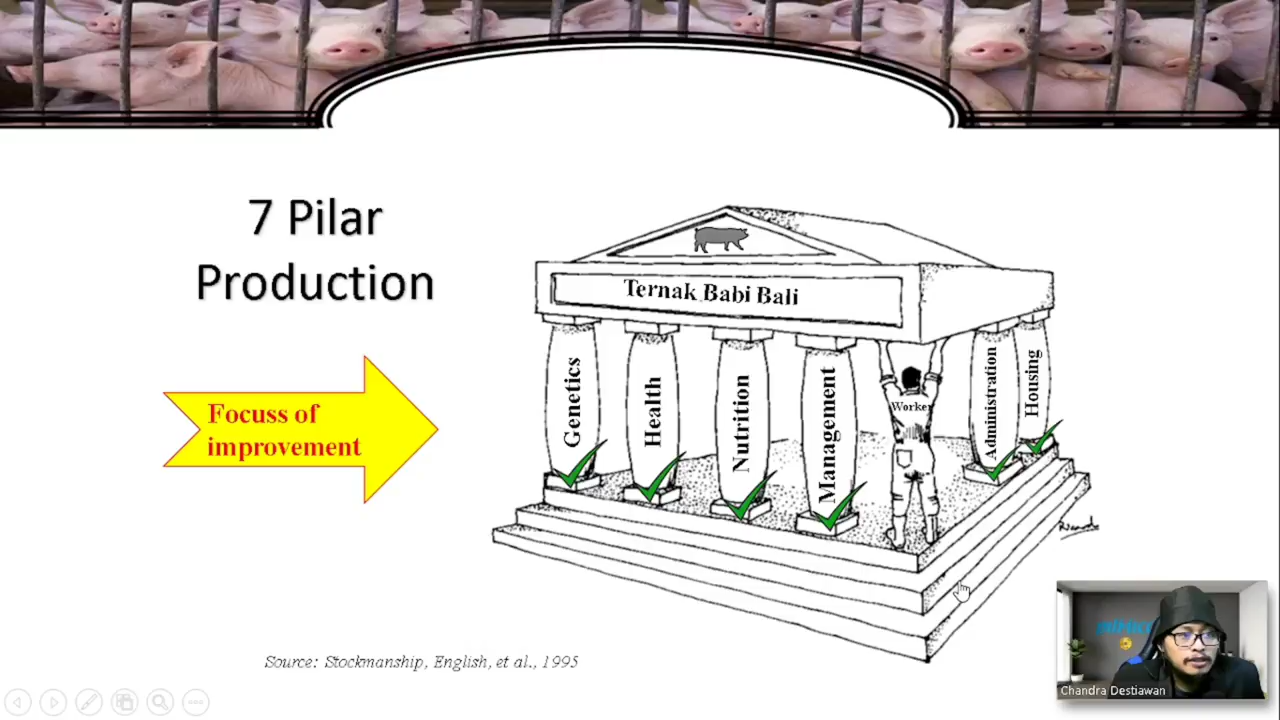 7 Pilar
Production
Focuss of
improvement
Ternak Babi Bali
Genetics
Health
Nutrition
Management
Worker
Administration
Housing
Source: Stockmanship, English, et al., 1995
Chandra Destiawan